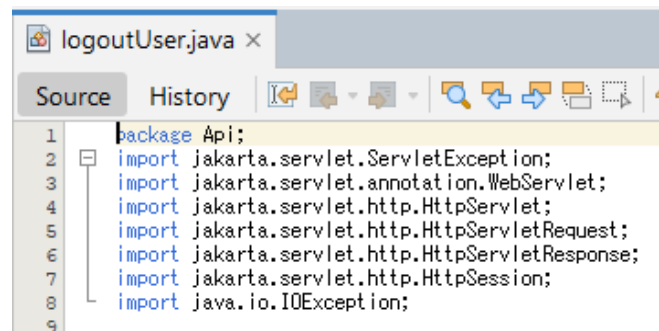 logoutUser.java ×
Source History
1 package Api;
2 import jakarta.servlet.ServletException;
3 import jakarta.servlet.annotation.WebServlet;
4 import jakarta.servlet.http.HttpServlet;
5 import jakarta.servlet.http.HttpServletRequest;
6 import jakarta.servlet.http.HttpServletResponse;
7 import jakarta.servlet.http.HttpSession;
8 import java.io.IOException;
9